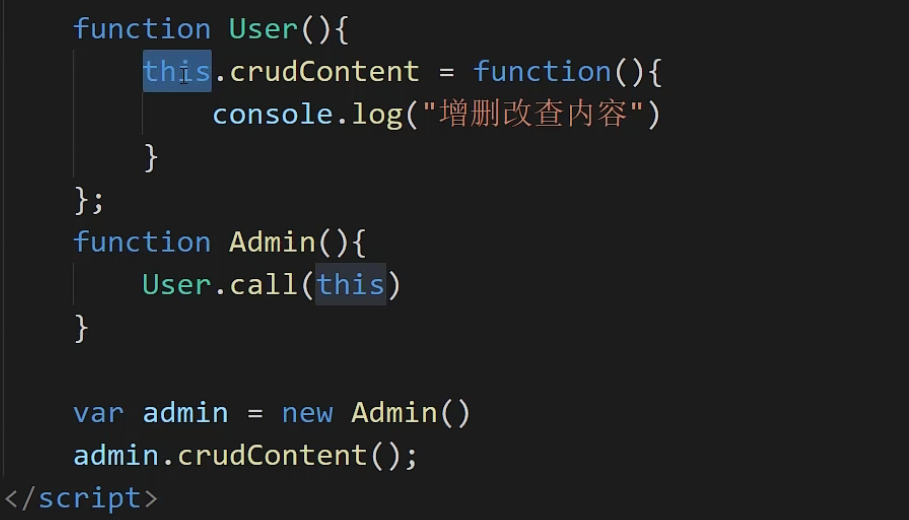 function User(){
this.crudContent = function(){
console.log("增删改查内容")
}
};
function Admin(){
User.call(this)
}
var admin = new Admin()
admin.crudContent();
</script>